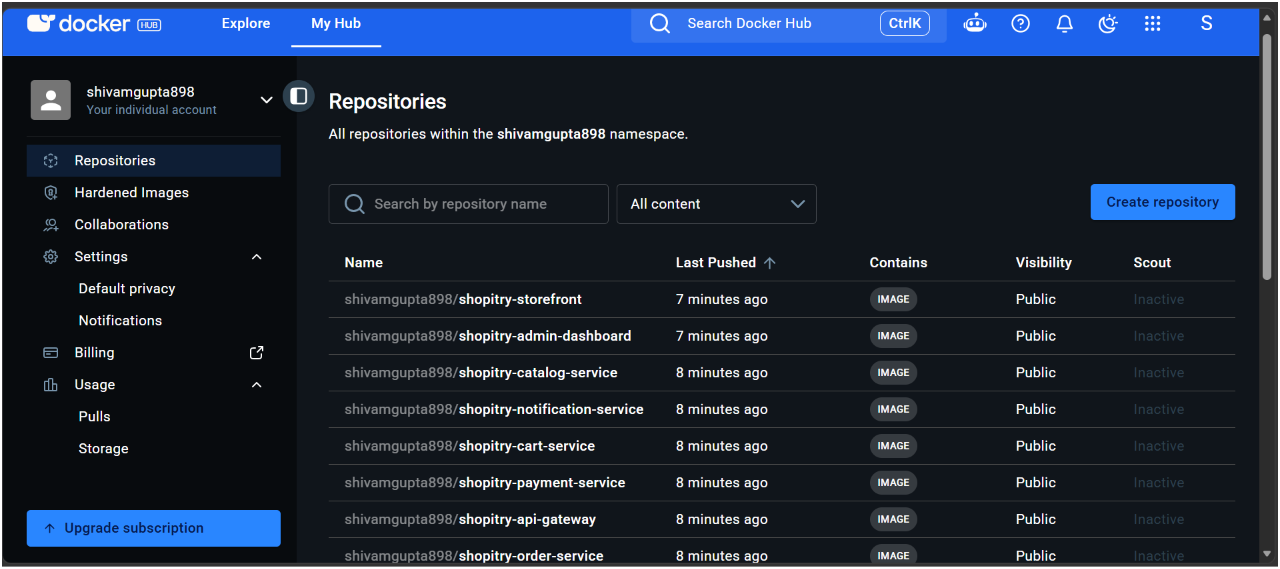 docker HUB Explore My Hub Search Docker Hub CtrlK S
shivamgupta898
Your individual account
Repositories
Hardened Images
Collaborations
Settings
Default privacy
Notifications
Billing
Usage
Pulls
Storage
Upgrade subscription
Repositories
All repositories within the shivamgupta898 namespace.
Search by repository name All content Create repository
Name Last Pushed Contains Visibility Scout
shivamgupta898/shopitry-storefront 7 minutes ago IMAGE Public Inactive
shivamgupta898/shopitry-admin-dashboard 7 minutes ago IMAGE Public Inactive
shivamgupta898/shopitry-catalog-service 8 minutes ago IMAGE Public Inactive
shivamgupta898/shopitry-notification-service 8 minutes ago IMAGE Public Inactive
shivamgupta898/shopitry-cart-service 8 minutes ago IMAGE Public Inactive
shivamgupta898/shopitry-payment-service 8 minutes ago IMAGE Public Inactive
shivamgupta898/shopitry-api-gateway 8 minutes ago IMAGE Public Inactive
shivamgupta898/shopitry-order-service 8 minutes ago IMAGE Public Inactive